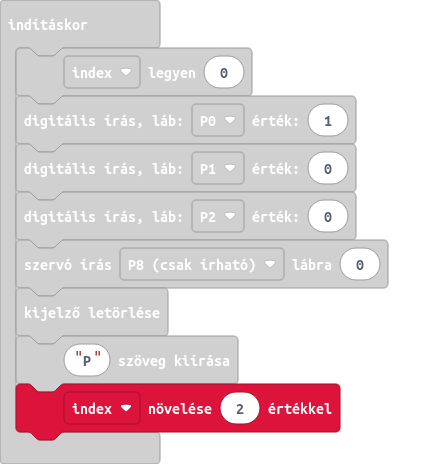 indításkor
index legyen 0
digitális írás, láb: P0 érték: 1
digitális írás, láb: P1 érték: 0
digitális írás, láb: P2 érték: 0
szervó írás P8 (csak írható) lábra 0
kijelző letörlése
"P" szöveg kiírása
index növelése 2 értékkel